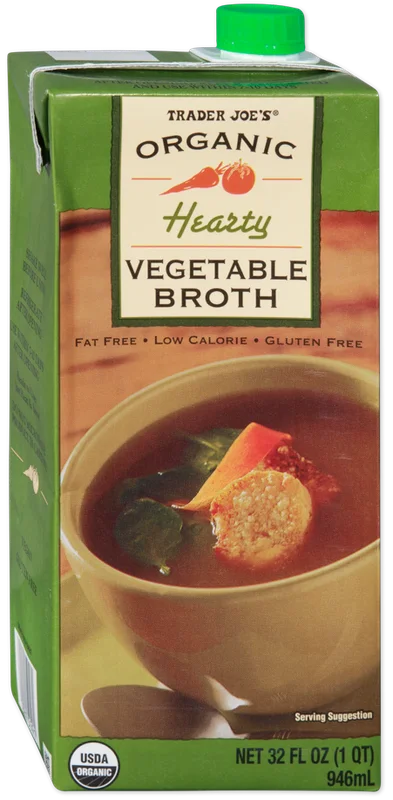 TRADER JOE'S®
ORGANIC
Hearty
VEGETABLE
BROTH
FAT FREE • LOW CALORIE • GLUTEN FREE
Serving Suggestion
USDA
ORGANIC
NET 32 FL OZ (1 QT)
946mL